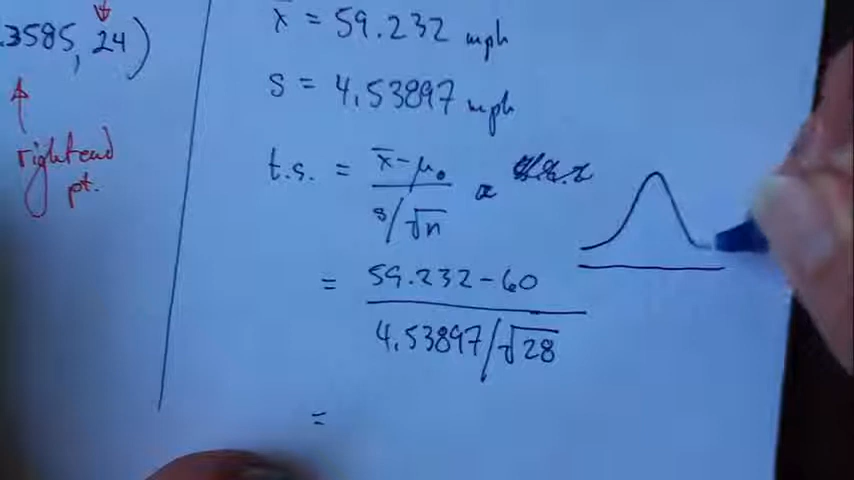 .3585, 24)
right end
pt.
x̄ = 59.232 mph
s = 4.53897 mph
t.s. = x̄ - μ₀
s/√n
= 59.232 - 60
4.53897/√28
=